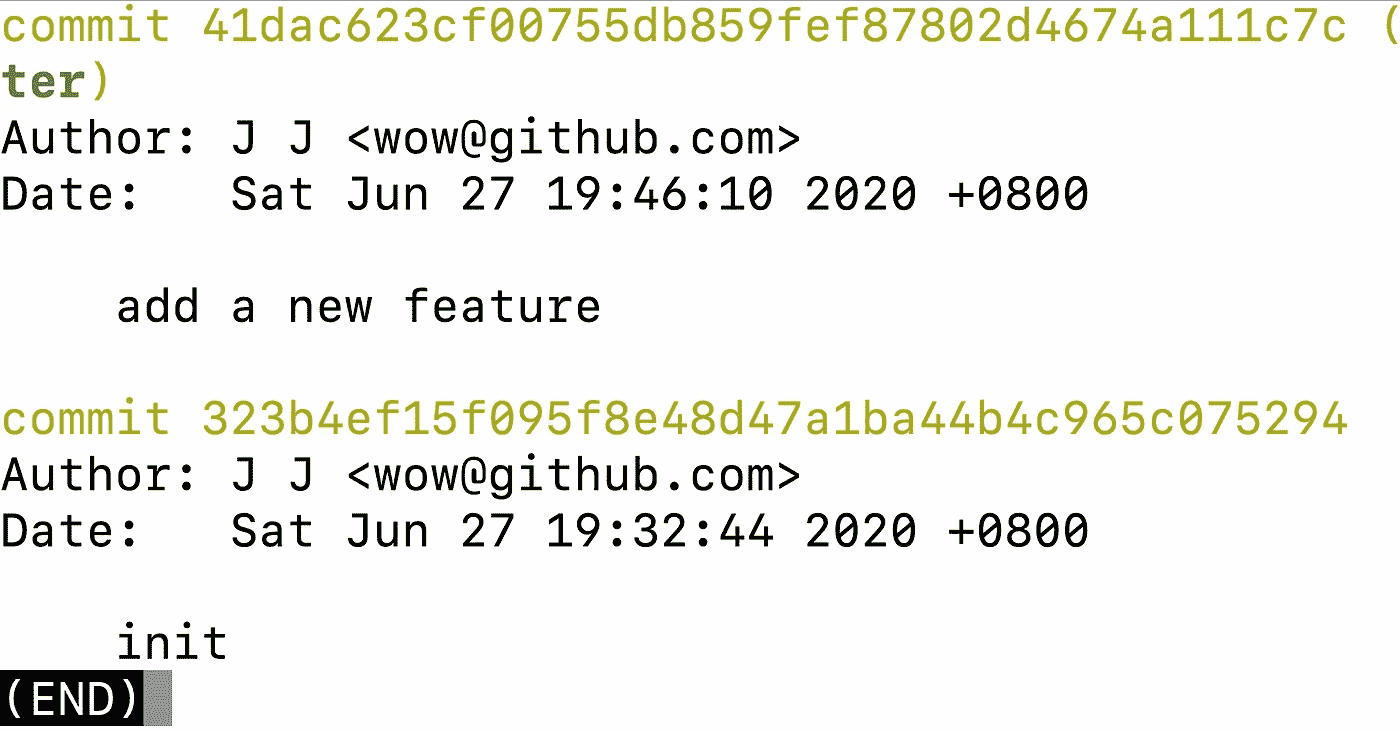 commit 41dac623cf00755db859fef87802d4674a111c7c (
ter)
Author: J J <wow@github.com>
Date:   Sat Jun 27 19:46:10 2020 +0800
    add a new feature
commit 323b4ef15f095f8e48d47a1ba44b4c965c075294
Author: J J <wow@github.com>
Date:   Sat Jun 27 19:32:44 2020 +0800
    init
(END)